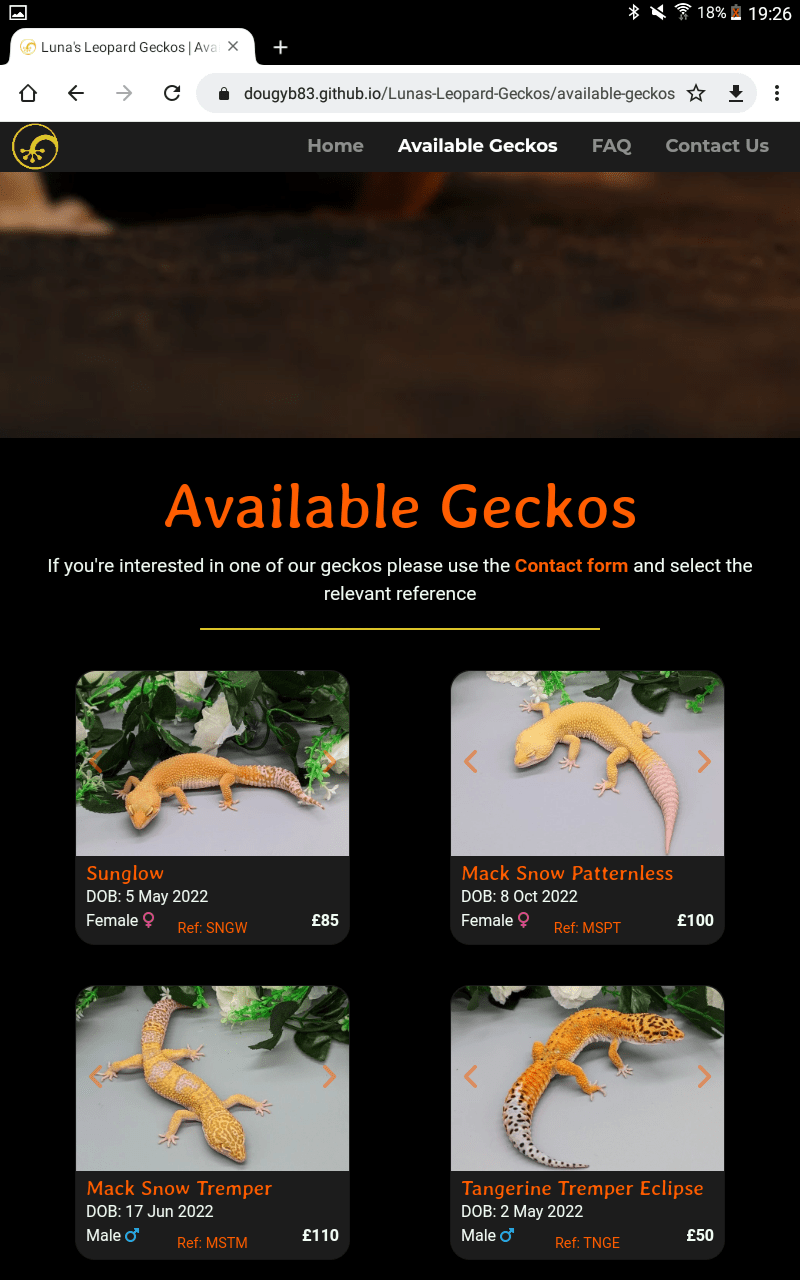 18% 19:26
Luna's Leopard Geckos | Ava
dougyb83.github.io/Lunas-Leopard-Geckos/available-geckos
Home Available Geckos FAQ Contact Us
Available Geckos
If you're interested in one of our geckos please use the Contact form and select the
relevant reference
Sunglow
DOB: 5 May 2022
Female ♀ Ref: SNGW £85
Mack Snow Patternless
DOB: 8 Oct 2022
Female ♀ Ref: MSPT £100
Mack Snow Tremper
DOB: 17 Jun 2022
Male ♂ Ref: MSTM £110
Tangerine Tremper Eclipse
DOB: 2 May 2022
Male ♂ Ref: TNGE £50